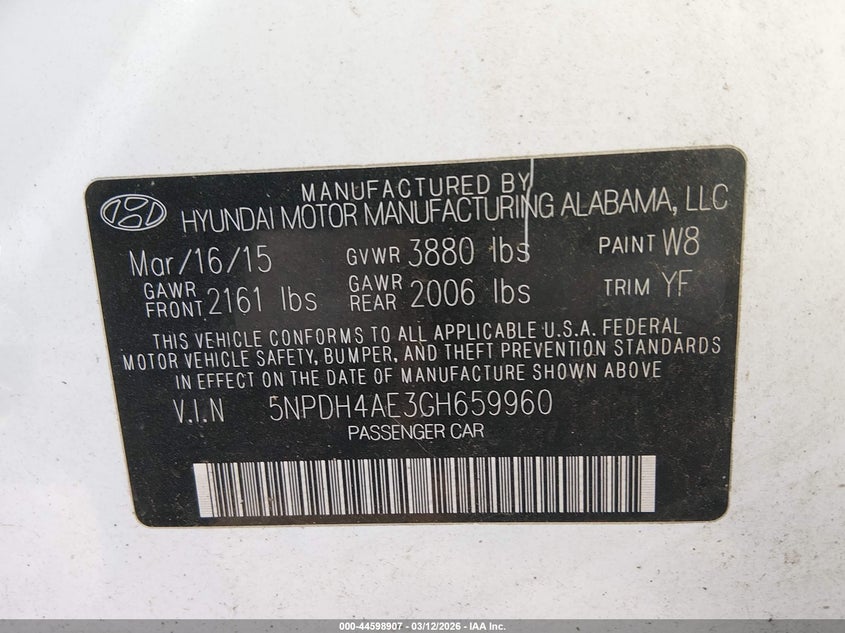 MANUFACTURED BY
HYUNDAI MOTOR MANUFACTURING ALABAMA, LLC
Mar/16/15 GVWR 3880 lbs PAINT W8
GAWR FRONT 2161 lbs GAWR REAR 2006 lbs TRIM YF
THIS VEHICLE CONFORMS TO ALL APPLICABLE U.S.A. FEDERAL
MOTOR VEHICLE SAFETY, BUMPER, AND THEFT PREVENTION STANDARDS
IN EFFECT ON THE DATE OF MANUFACTURE SHOWN ABOVE
V.I.N 5NPDH4AE3GH659960
PASSENGER CAR
000-44598907 - 03/12/2026 - IAA Inc.